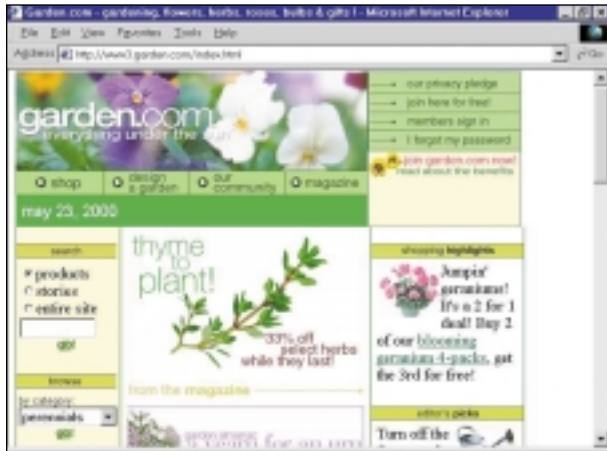 Garden.com - gardening, flowers, herbs, roses, bulbs & gifts! - Microsoft Internet Explorer
File Edit View Favorites Tools Help
Address http://www3.garden.com/index.html
Go
garden.com
everything under the sun
our privacy pledge
join here for free!
members sign in
I forgot my password
join garden.com now!
read about the benefits
shop
design a garden
our community
magazine
may 23, 2000
search
products
stories
entire site
go!
browse
by category:
perennials
go!
thyme
to
plant!
33% off
select herbs
while they last!
from the magazine
garden almanac
shopping highlights
Jumpin'
geraniums!
It's a 2 for 1
deal! Buy 2
of our blooming
geranium 4-packs, get
the 3rd for free!
editor's picks
Turn off the